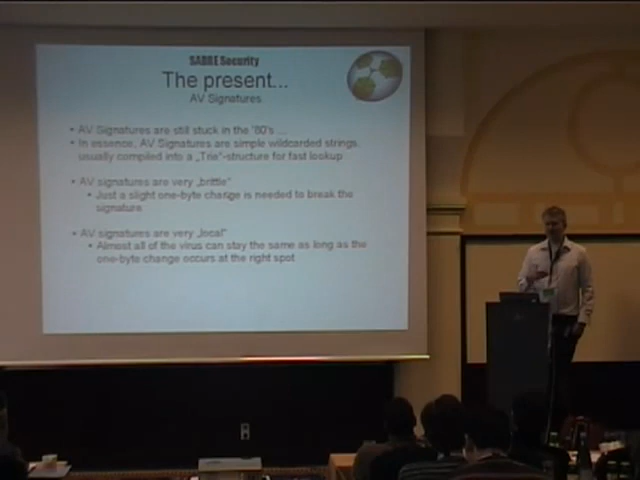 SABRE Security
The present...
AV Signatures
• AV Signatures are still stuck in the '80's ...
• In essence, AV Signatures are simple wildcarded strings,
usually compiled into a „Trie"-structure for fast lookup
• AV signatures are very „brittle"
• Just a slight one-byte change is needed to break the
signature
• AV signatures are very „local"
• Almost all of the virus can stay the same as long as the
one-byte change occurs at the right spot